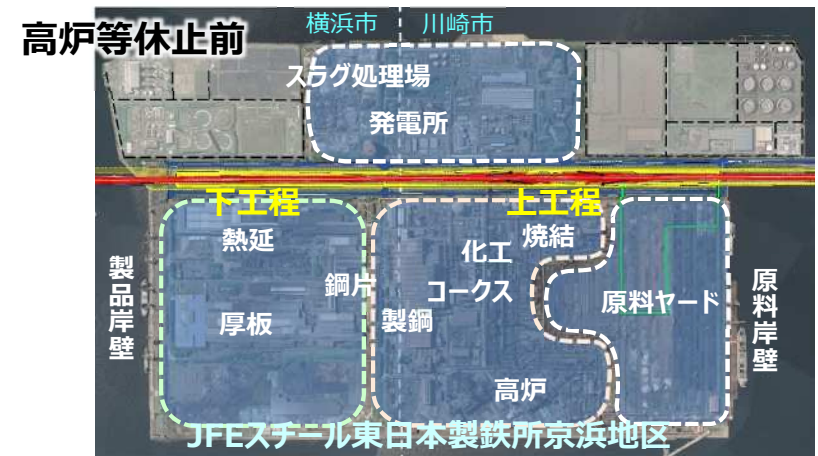 高炉等休止前
横浜市
川崎市
スラグ処理場
発電所
下工程
上工程
熱延
焼結
化工
鋼片
コークス
原料ヤード
厚板
製鋼
高炉
製品岸壁
原料岸壁
JFEスチール東日本製鉄所京浜地区